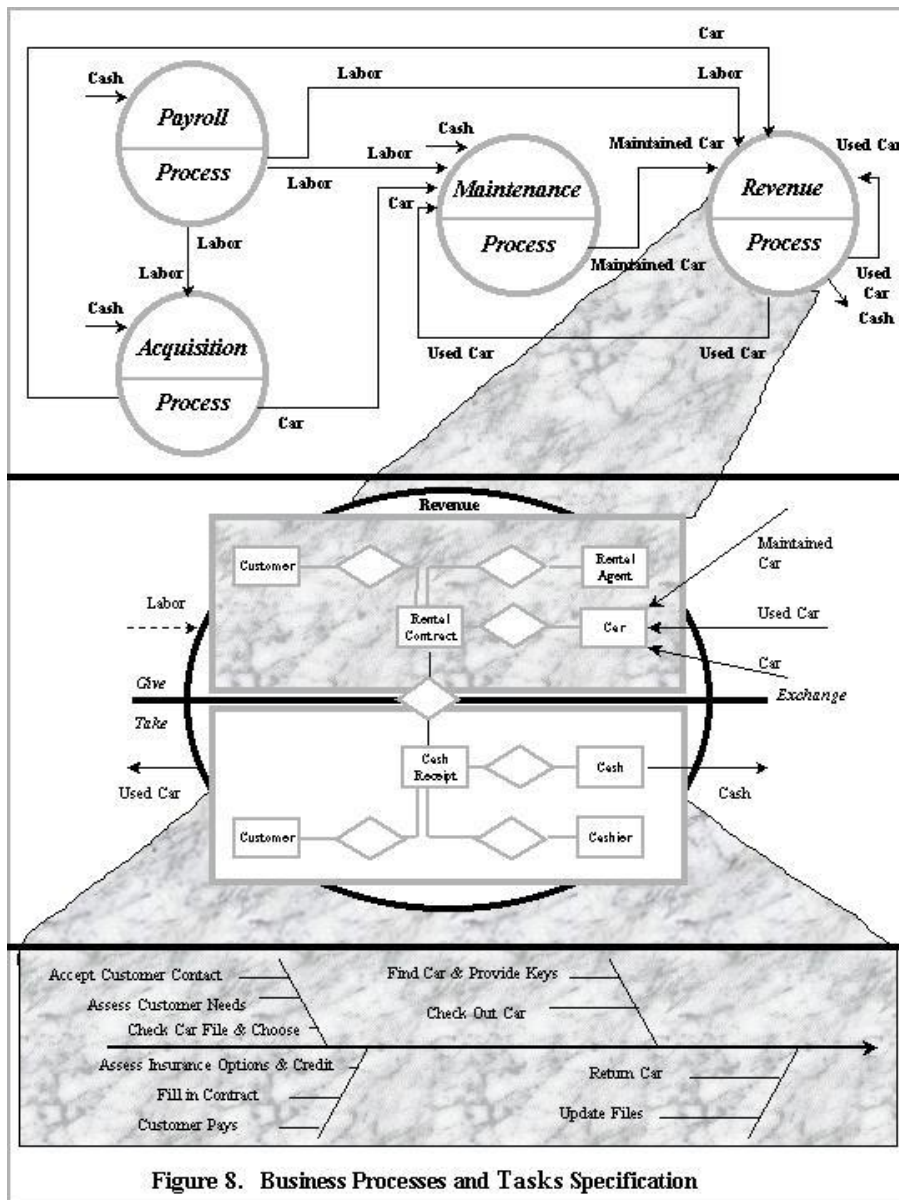 Car
Cash
Labor
Labor
Payroll
Process
Cash
Labor
Labor
Maintained Car
Used Car
Car
Maintenance
Process
Revenue
Process
Labor
Labor
Maintained Car
Used
Car
Cash
Cash
Acquisition
Process
Used Car
Used Car
Car
Revenue
Customer
Rental
Agent
Maintained
Car
Labor
Rental
Contract
Car
Used Car
Car
Give
Exchange
Take
Cash
Receipt
Cash
Used Car
Cash
Customer
Cashier
Accept Customer Contact
Find Car & Provide Keys
Assess Customer Needs
Check Out Car
Check Car File & Choose
Assess Insurance Options & Credit
Return Car
Fill in Contract
Update Files
Customer Pays
Figure 8. Business Processes and Tasks Specification